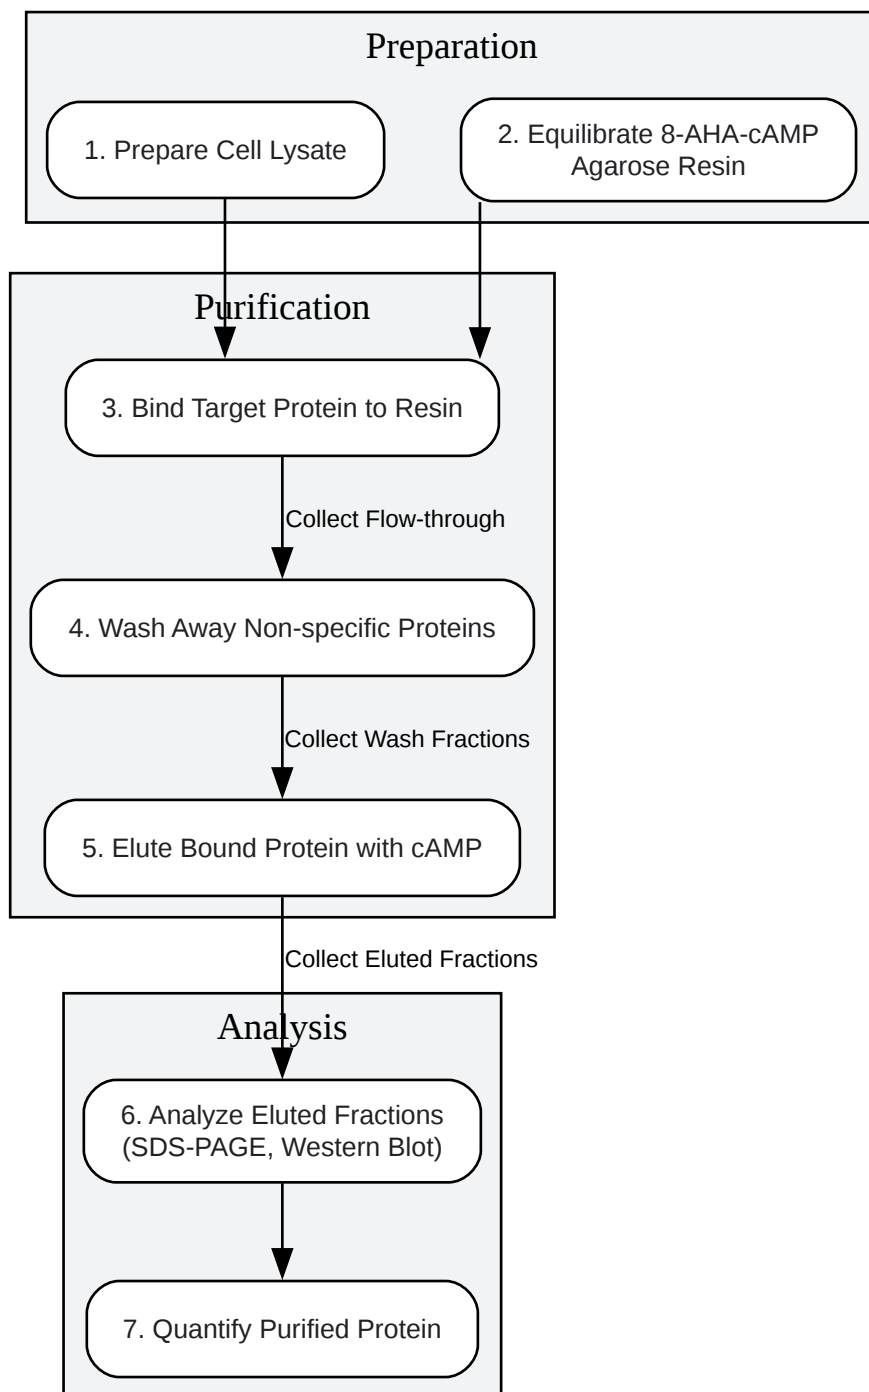 Preparation
1. Prepare Cell Lysate
2. Equilibrate 8-AHA-cAMP
Agarose Resin
Purification
3. Bind Target Protein to Resin
Collect Flow-through
4. Wash Away Non-specific Proteins
Collect Wash Fractions
5. Elute Bound Protein with cAMP
Collect Eluted Fractions
Analysis
6. Analyze Eluted Fractions
(SDS-PAGE, Western Blot)
7. Quantify Purified Protein